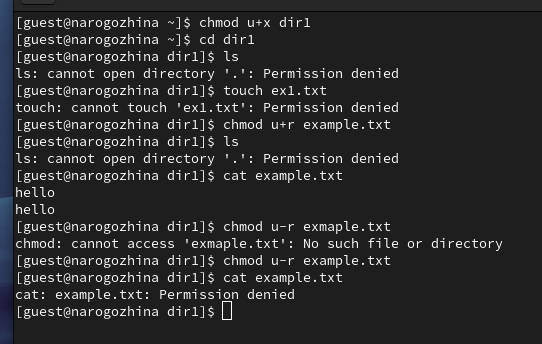 [guest@narogozhina ~]$ chmod u+x dir1
[guest@narogozhina ~]$ cd dir1
[guest@narogozhina dir1]$ ls
ls: cannot open directory '.': Permission denied
[guest@narogozhina dir1]$ touch ex1.txt
touch: cannot touch 'ex1.txt': Permission denied
[guest@narogozhina dir1]$ chmod u+r example.txt
[guest@narogozhina dir1]$ ls
ls: cannot open directory '.': Permission denied
[guest@narogozhina dir1]$ cat example.txt
hello
hello
[guest@narogozhina dir1]$ chmod u-r exmaple.txt
chmod: cannot access 'exmaple.txt': No such file or directory
[guest@narogozhina dir1]$ chmod u-r example.txt
[guest@narogozhina dir1]$ cat example.txt
cat: example.txt: Permission denied
[guest@narogozhina dir1]$